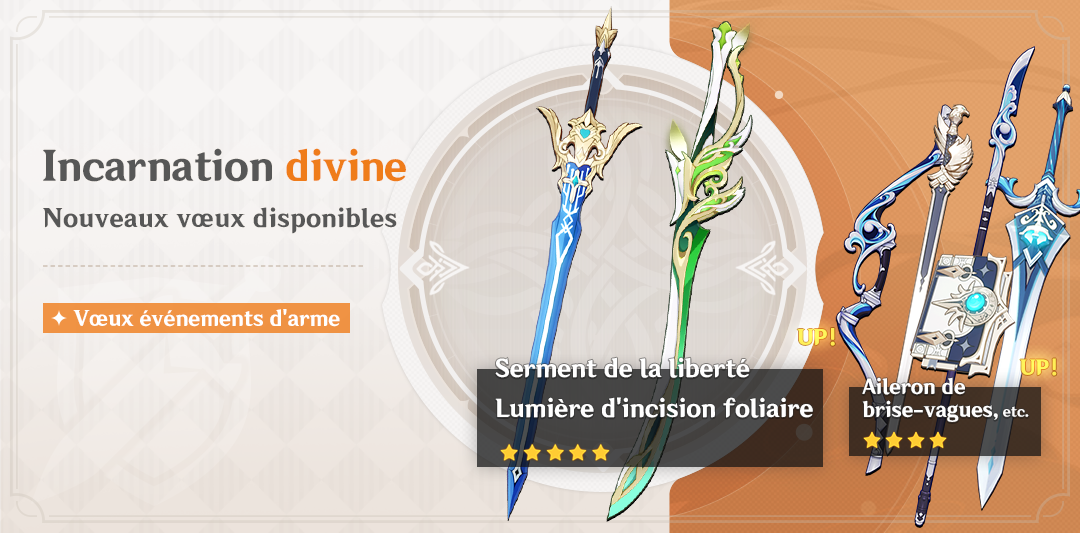 Incarnation divine
Nouveaux vœux disponibles
✦ Vœux événements d'arme
Serment de la liberté
Lumière d'incision foliaire
UP!
Aileron de
brise-vagues, etc.
UP!